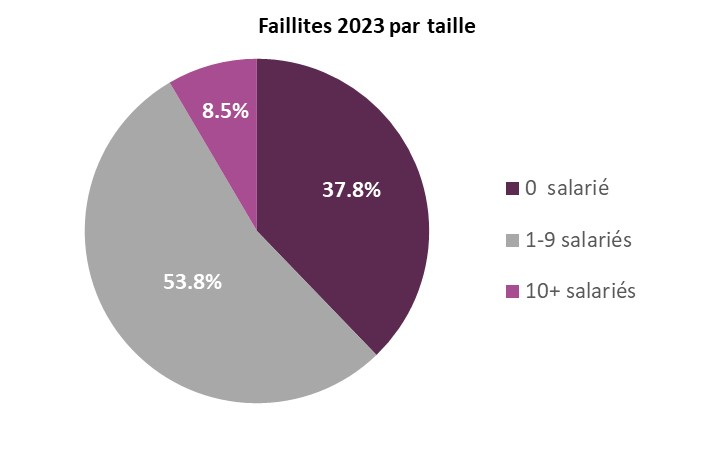 Faillites 2023 par taille
8.5%
37.8%
53.8%
0 salarié
1-9 salariés
10+ salariés